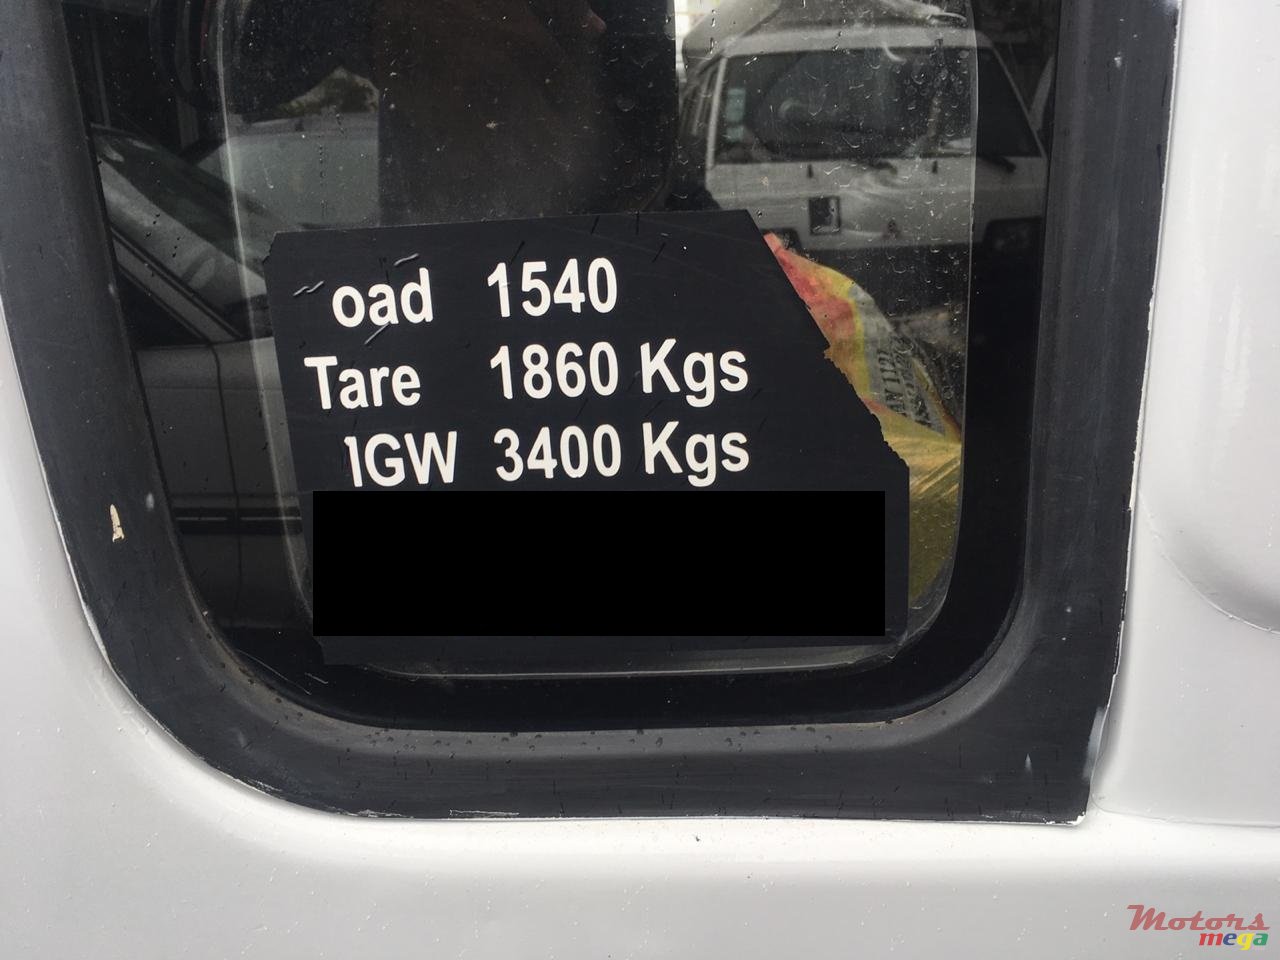 oad 1540
Tare 1860 Kgs
IGW 3400 Kgs
Motors
mega